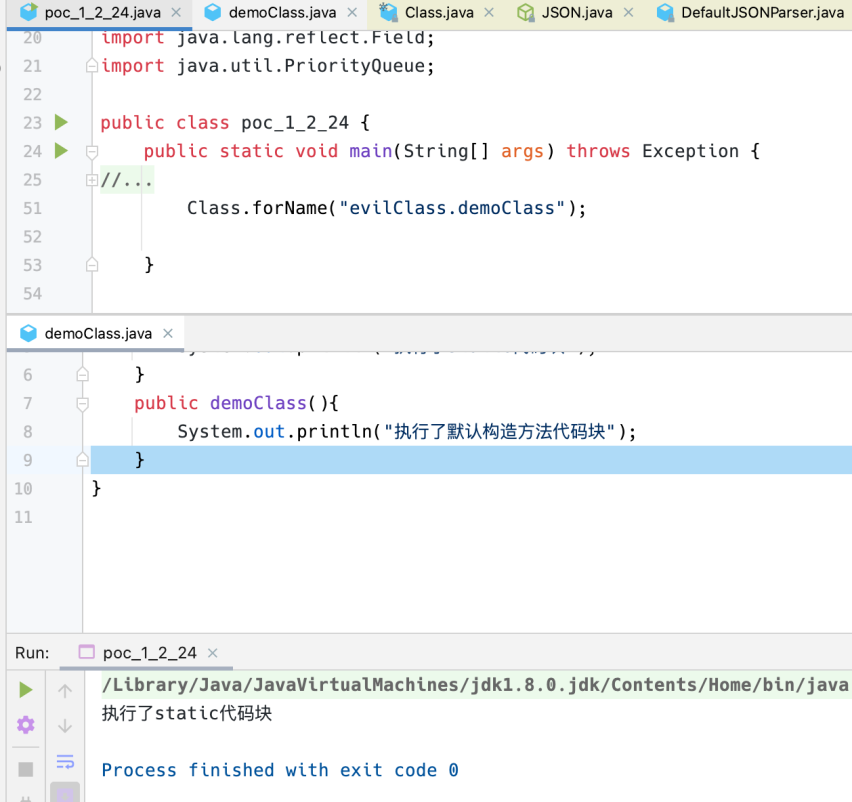 poc_1_2_24.java × demoClass.java × Class.java × JSON.java × DefaultJSONParser.java
20 import java.lang.reflect.Field;
21 import java.util.PriorityQueue;
22
23 public class poc_1_2_24 {
24 public static void main(String[] args) throws Exception {
25 //...
51 Class.forName("evilClass.demoClass");
52
53 }
54
demoClass.java ×
6 }
7 public demoClass(){
8 System.out.println("执行了默认构造方法代码块");
9 }
10 }
11
Run: poc_1_2_24 ×
/Library/Java/JavaVirtualMachines/jdk1.8.0.jdk/Contents/Home/bin/java
执行了static代码块
Process finished with exit code 0